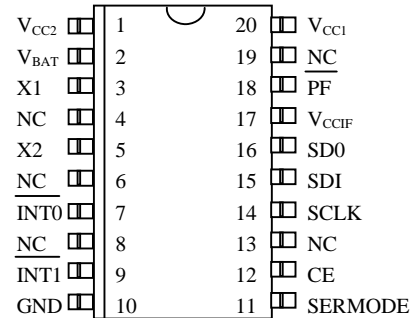 VCC2 1 20 VCC1
VBAT 2 19 NC
X1 3 18 PF
NC 4 17 VCCIF
X2 5 16 SD0
NC 6 15 SDI
INT0 7 14 SCLK
NC 8 13 NC
INT1 9 12 CE
GND 10 11 SERMODE